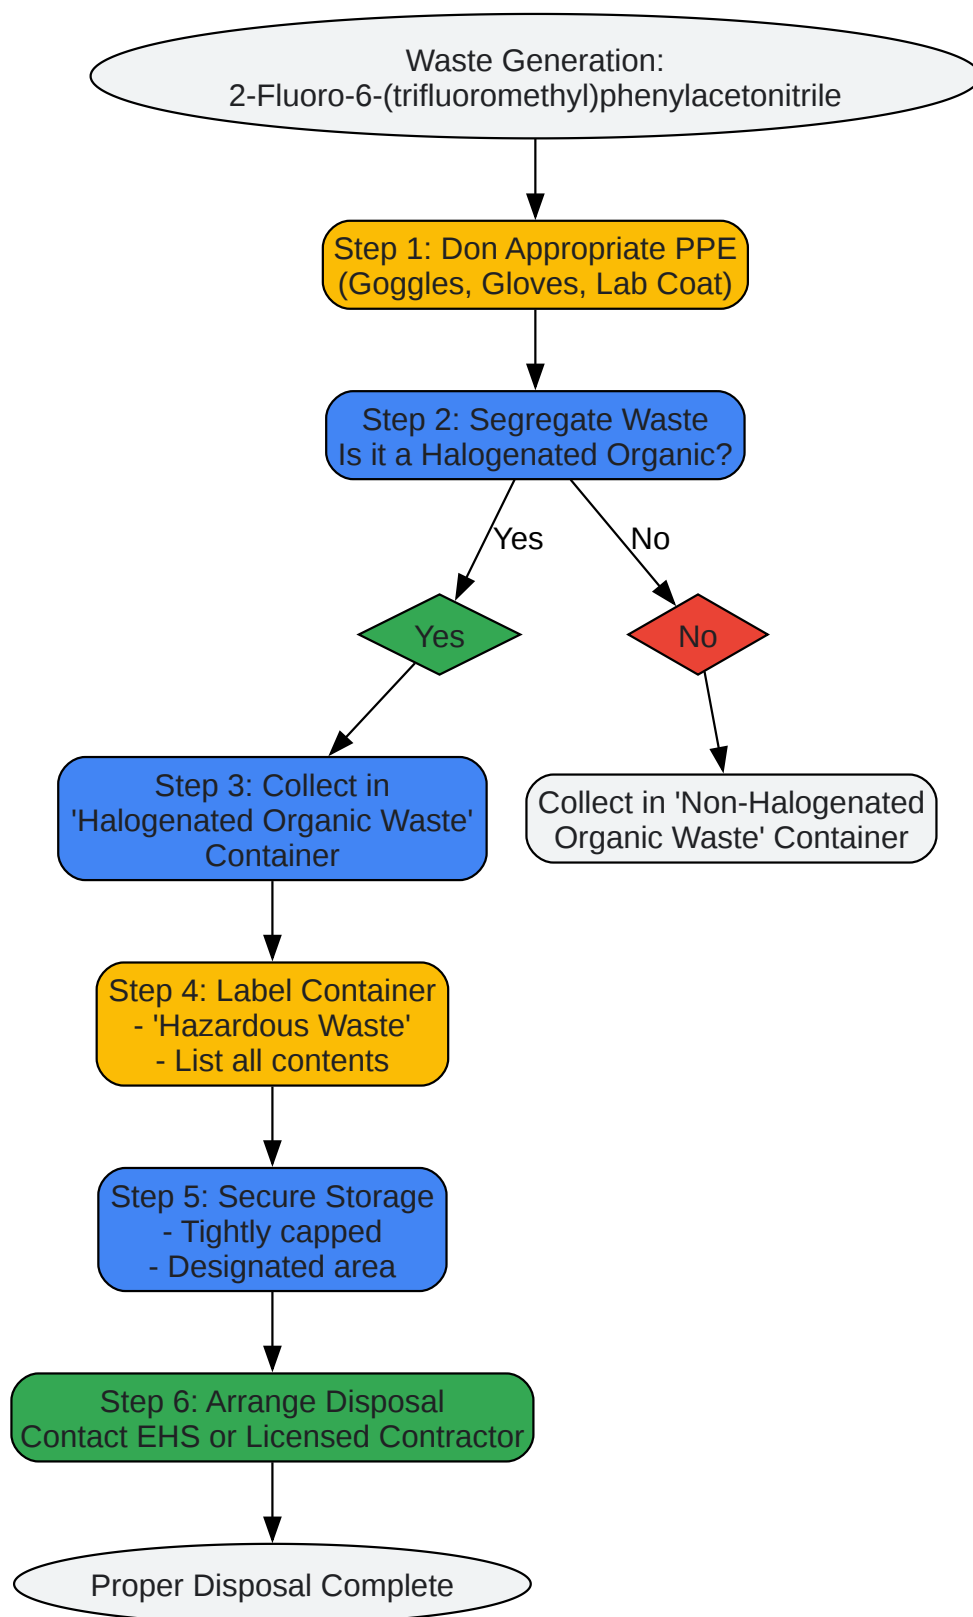 Waste Generation:
2-Fluoro-6-(trifluoromethyl)phenylacetonitrile
Step 1: Don Appropriate PPE
(Goggles, Gloves, Lab Coat)
Step 2: Segregate Waste
Is it a Halogenated Organic?
Yes
No
Yes
No
Step 3: Collect in
'Halogenated Organic Waste'
Container
Collect in 'Non-Halogenated
Organic Waste' Container
Step 4: Label Container
- 'Hazardous Waste'
- List all contents
Step 5: Secure Storage
- Tightly capped
- Designated area
Step 6: Arrange Disposal
Contact EHS or Licensed Contractor
Proper Disposal Complete